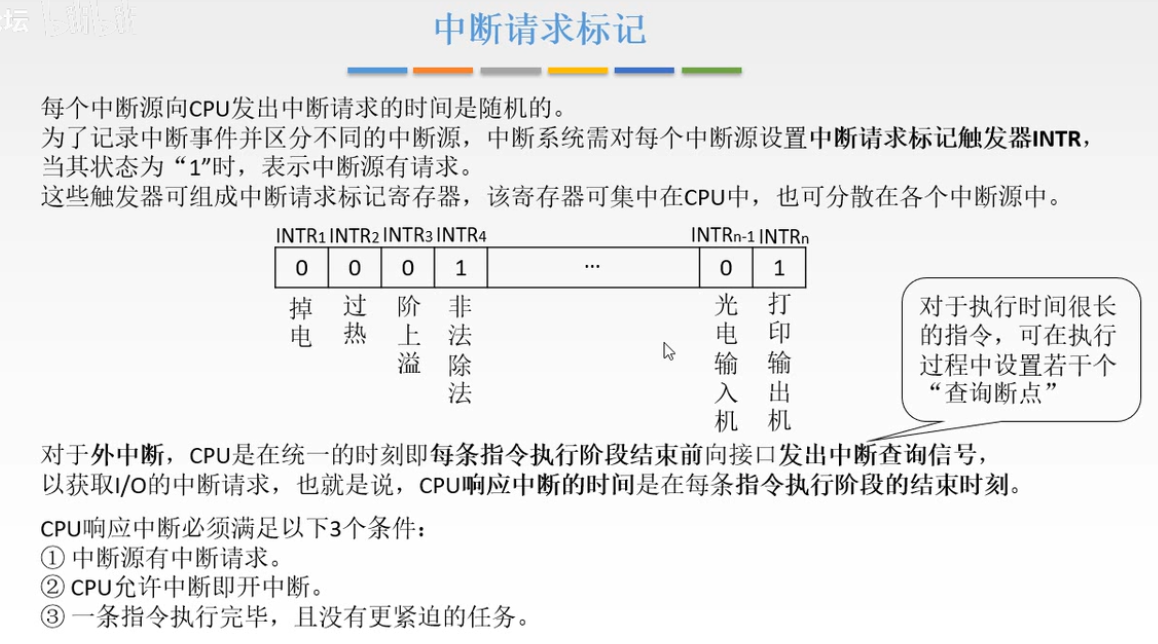 坛
中断请求标记
每个中断源向CPU发出中断请求的时间是随机的。
为了记录中断事件并区分不同的中断源，中断系统需对每个中断源设置中断请求标记触发器INTR，
当其状态为“1”时，表示中断源有请求。
这些触发器可组成中断请求标记寄存器，该寄存器可集中在CPU中，也可分散在各个中断源中。
INTR1 INTR2 INTR3 INTR4 INTRn-1 INTRn
0 0 0 1 … 0 1
掉电
过热
阶上溢
非法除法
光电输入机
打印输出机
对于执行时间很长
的指令，可在执行
过程中设置若干个
“查询断点”
对于外中断，CPU是在统一的时刻即每条指令执行阶段结束前向接口发出中断查询信号，
以获取I/O的中断请求，也就是说，CPU响应中断的时间是在每条指令执行阶段的结束时刻。
CPU响应中断必须满足以下3个条件：
① 中断源有中断请求。
② CPU允许中断即开中断。
③ 一条指令执行完毕，且没有更紧迫的任务。